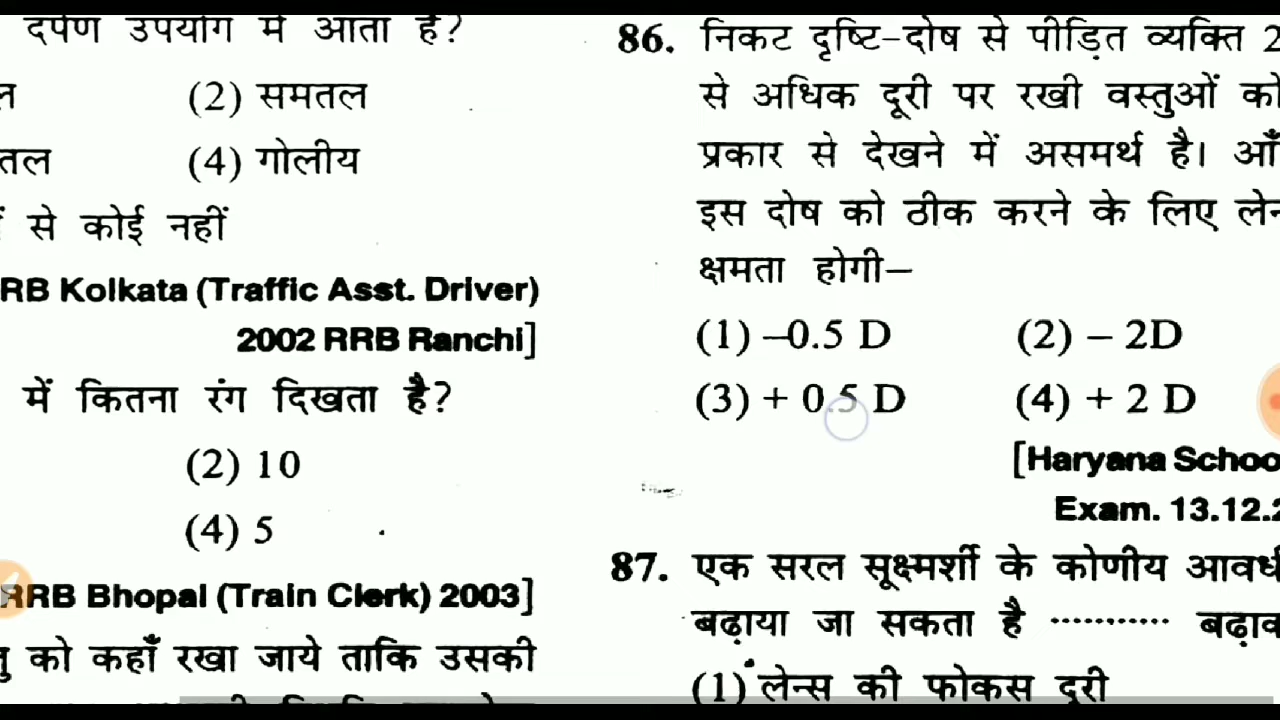 दर्पण उपयोग में आता है?
(2) समतल
(4) गोलीय
से कोई नहीं
RB Kolkata (Traffic Asst. Driver)
2002 RRB Ranchi]
में कितना रंग दिखता है?
(2) 10
(4) 5
RRB Bhopal (Train Clerk) 2003]
को कहाँ रखा जाये ताकि उसकी
86. निकट दृष्टि-दोष से पीड़ित व्यक्ति 2
से अधिक दूरी पर रखी वस्तुओं को
प्रकार से देखने में असमर्थ है। आँ
इस दोष को ठीक करने के लिए लेन
क्षमता होगी–
(1) –0.5 D (2) – 2D
(3) + 0.5 D (4) + 2 D
[Haryana Schoo
Exam. 13.12.2
87. एक सरल सूक्ष्मर्शी के कोणीय आवर्ध
बढ़ाया जा सकता है ........... बढ़ाक
(1) लेन्स की फोकस दूरी